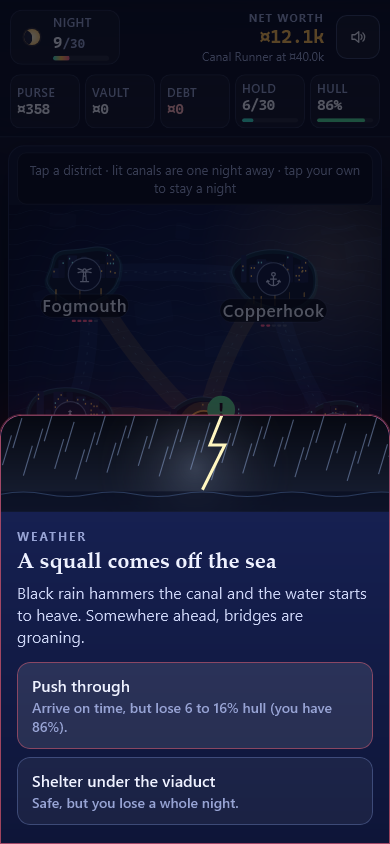 NIGHT
9/30
NET WORTH
¤12.1k
Canal Runner at ¤40.0k
PURSE
¤358
VAULT
¤0
DEBT
¤0
HOLD
6/30
HULL
86%
Tap a district · lit canals are one night away · tap your own
to stay a night
Fogmouth
Copperhook
WEATHER
A squall comes off the sea
Black rain hammers the canal and the water starts
to heave. Somewhere ahead, bridges are
groaning.
Push through
Arrive on time, but lose 6 to 16% hull (you have
86%).
Shelter under the viaduct
Safe, but you lose a whole night.